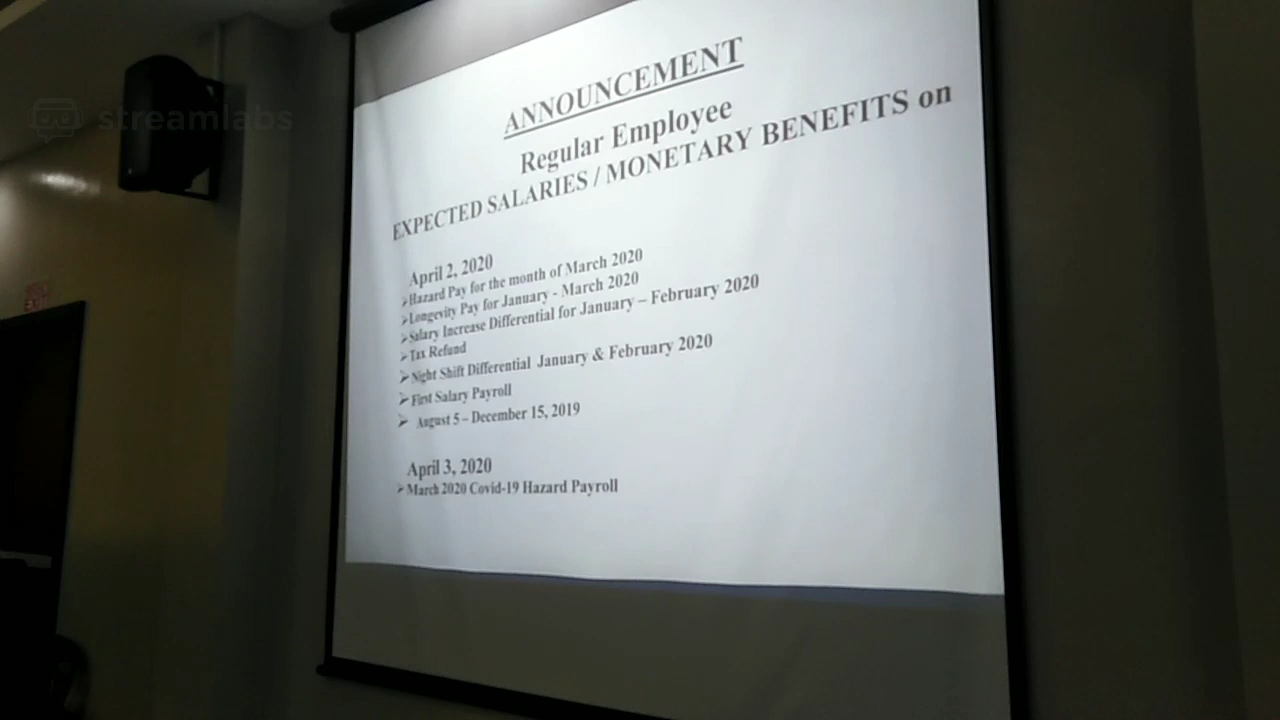 streamlabs
ANNOUNCEMENT
Regular Employee
EXPECTED SALARIES / MONETARY BENEFITS on
April 2, 2020
➢Hazard Pay for the month of March 2020
➢Longevity Pay for January - March 2020
➢Salary Increase Differential for January – February 2020
➢Tax Refund
➢Night Shift Differential January & February 2020
➢First Salary Payroll
➢ August 5 – December 15, 2019
April 3, 2020
➢March 2020 Covid-19 Hazard Payroll
EXIT